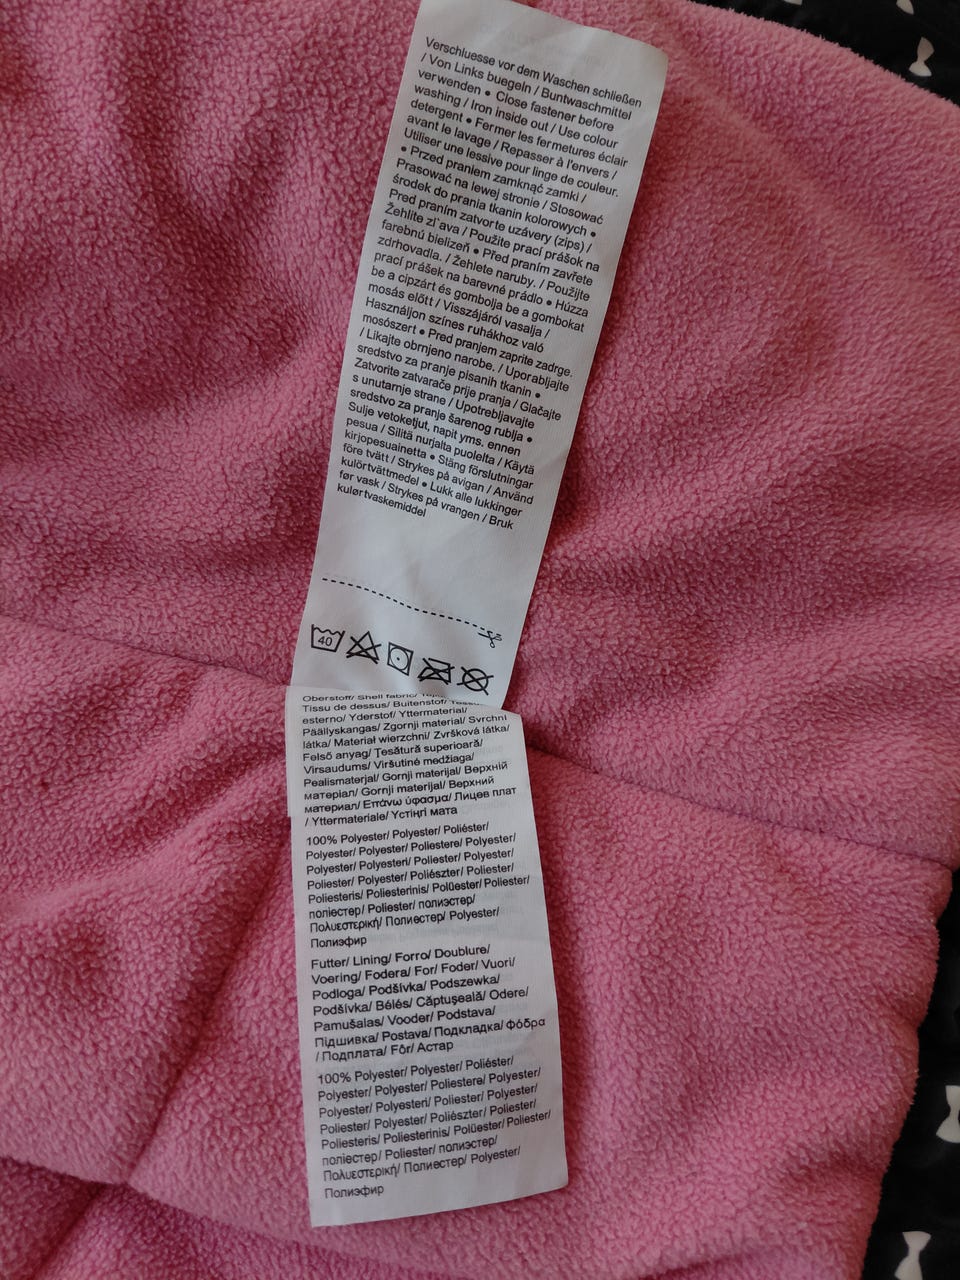 Verschluesse vor dem Waschen schließen
/ Von Links buegeln / Buntwaschmittel
verwenden • Close fastener before
washing / Iron inside out / Use colour
detergent • Fermer les fermetures éclair
avant le lavage / Repasser à l'envers /
Utiliser une lessive pour linge de couleur.
• Przed praniem zamknąć zamki /
Prasować na lewej stronie / Stosować
środek do prania tkanin kolorowych •
Pred praním zatvorte uzávery (zips) /
Žehlite zl`ava / Použite prací prášok na
farebnú bielizeň • Před praním zavřete
zdrhovadla. / Žehlete naruby. / Použijte
prací prášek na barevné prádlo • Húzza
be a cipzárt és gombolja be a gombokat
mosás előtt / Visszájáról vasalja /
Használjon színes ruhákhoz való
mosószert • Pred pranjem zaprite zadrge.
/ Likajte obrnjeno narobe. / Uporabljajte
sredstvo za pranje pisanih tkanin •
Zatvorite zatvarače prije pranja / Glačajte
s unutarnje strane / Upotrebljavajte
sredstvo za pranje šarenog rublja •
Sulje vetoketjut, napit yms. ennen
pesua / Silitä nurjalta puolelta / Käytä
kirjopesuainetta • Stäng förslutningar
före tvätt / Strykes på avigan / Använd
kulörtvättmedel • Lukk alle lukkinger
før vask / Strykes på vrangen / Bruk
kulørtvaskemiddel
40
Oberstoff/ Shell fabric/
Tissu de dessus/ Buitenstof/
esterno/ Yderstof/ Yttermaterial/
Päällyskangas/ Zgornji material/ Svrchní
látka/ Materiał wierzchni/ Zvršková látka/
Felső anyag/ Țesătură superioară/
Virsaudums/ Viršutinė medžiaga/
Pealismaterjal/ Gornji materijal/ Верхній
матеріал/ Gornji materijal/ Верхний
материал/ Επάνω ύφασμα/ Лицев плат
/ Yttermateriale/ Үстіңгі мата
100% Polyester/ Polyester/ Poliéster/
Polyester/ Polyester/ Poliestere/ Polyester/
Polyester/ Polyesteri/ Poliester/ Polyester/
Poliester/ Polyester/ Poliészter/ Poliester/
Poliesteris/ Poliesterinis/ Polüester/ Poliester/
поліестер/ Poliester/ полиэстер/
Πολυεστερική/ Полиестер/ Polyester/
Полиэфир
Futter/ Lining/ Forro/ Doublure/
Voering/ Fodera/ For/ Foder/ Vuori/
Podloga/ Podšívka/ Podszewka/
Podšívka/ Bélés/ Căptușeală/ Odere/
Pamušalas/ Vooder/ Podstava/
Підшивка/ Postava/ Подкладка/ Φόδρα
/ Подплата/ Fôr/ Астар
100% Polyester/ Polyester/ Poliéster/
Polyester/ Polyester/ Poliestere/ Polyester/
Polyester/ Polyesteri/ Poliester/ Polyester/
Poliester/ Polyester/ Poliészter/ Poliester/
Poliesteris/ Poliesterinis/ Polüester/ Poliester/
поліестер/ Poliester/ полиэстер/
Πολυεστερική/ Полиестер/ Polyester/
Полиэфир